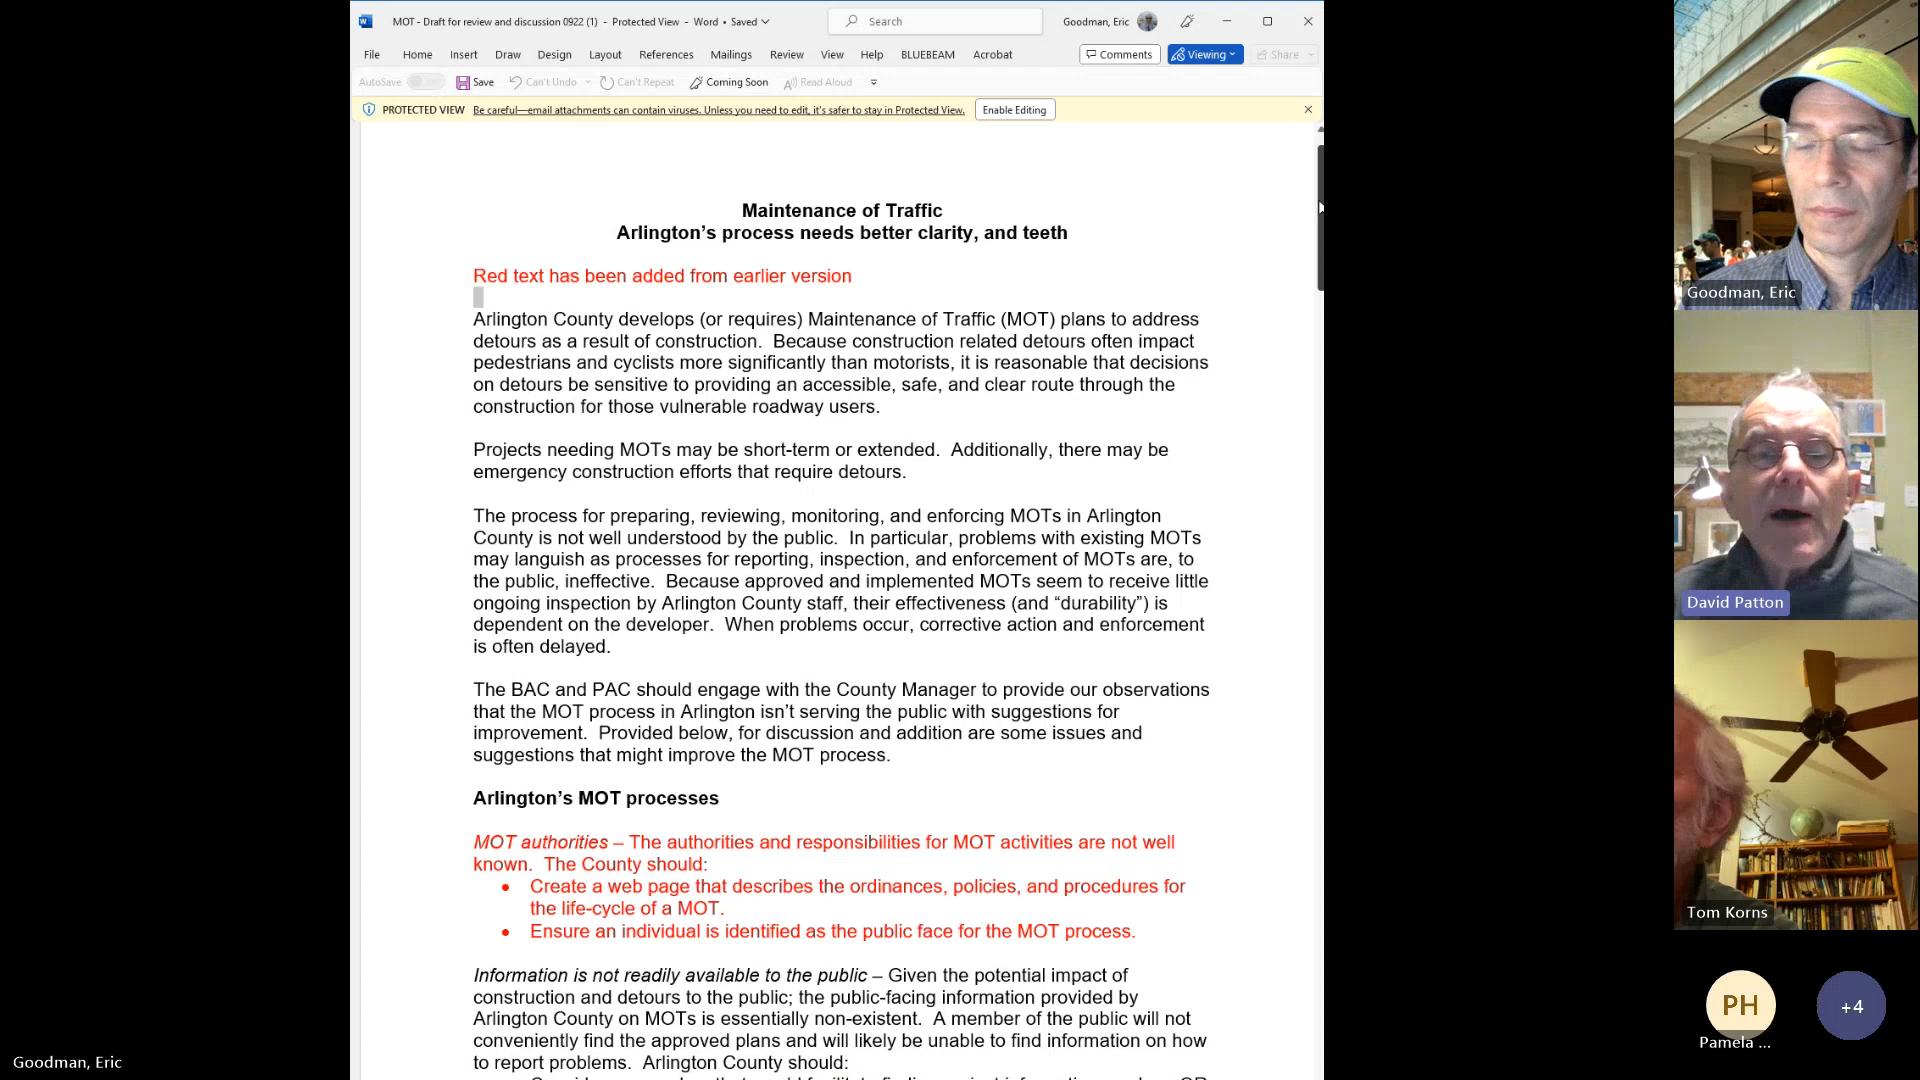 MOT - Draft for review and discussion 0922 (1) - Protected View - Word • Saved
Search
Goodman, Eric
File Home Insert Draw Design Layout References Mailings Review View Help BLUEBEAM Acrobat
Comments Viewing Share
AutoSave Save Can't Undo Can't Repeat Coming Soon Read Aloud
PROTECTED VIEW Be careful—email attachments can contain viruses. Unless you need to edit, it's safer to stay in Protected View. Enable Editing
Maintenance of Traffic
Arlington's process needs better clarity, and teeth
Red text has been added from earlier version
Arlington County develops (or requires) Maintenance of Traffic (MOT) plans to address
detours as a result of construction. Because construction related detours often impact
pedestrians and cyclists more significantly than motorists, it is reasonable that decisions
on detours be sensitive to providing an accessible, safe, and clear route through the
construction for those vulnerable roadway users.
Projects needing MOTs may be short-term or extended. Additionally, there may be
emergency construction efforts that require detours.
The process for preparing, reviewing, monitoring, and enforcing MOTs in Arlington
County is not well understood by the public. In particular, problems with existing MOTs
may languish as processes for reporting, inspection, and enforcement of MOTs are, to
the public, ineffective. Because approved and implemented MOTs seem to receive little
ongoing inspection by Arlington County staff, their effectiveness (and “durability”) is
dependent on the developer. When problems occur, corrective action and enforcement
is often delayed.
The BAC and PAC should engage with the County Manager to provide our observations
that the MOT process in Arlington isn't serving the public with suggestions for
improvement. Provided below, for discussion and addition are some issues and
suggestions that might improve the MOT process.
Arlington's MOT processes
MOT authorities – The authorities and responsibilities for MOT activities are not well
known. The County should:
• Create a web page that describes the ordinances, policies, and procedures for
the life-cycle of a MOT.
• Ensure an individual is identified as the public face for the MOT process.
Information is not readily available to the public – Given the potential impact of
construction and detours to the public; the public-facing information provided by
Arlington County on MOTs is essentially non-existent. A member of the public will not
conveniently find the approved plans and will likely be unable to find information on how
to report problems. Arlington County should:
Goodman, Eric
David Patton
Tom Korns
PH
+4
Pamela ...
Goodman, Eric